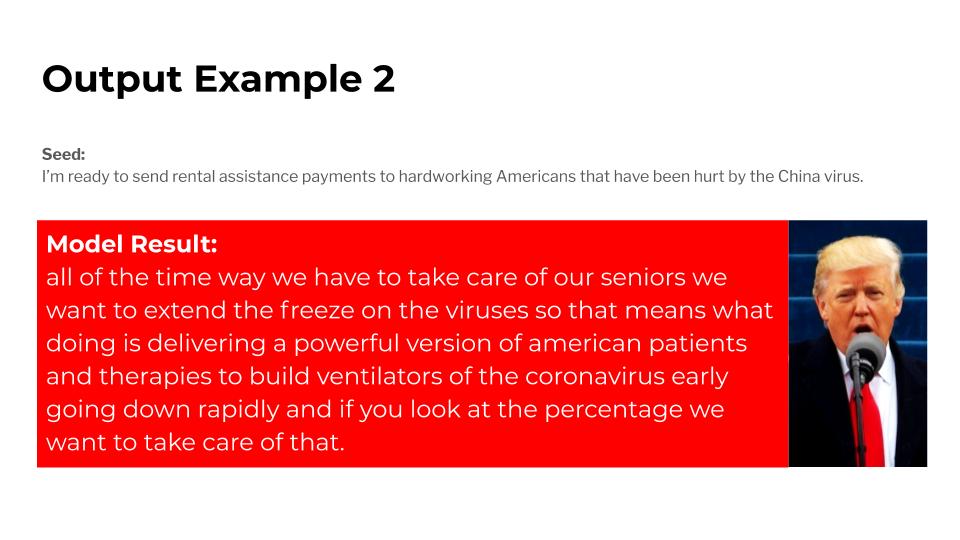 Output Example 2
Seed:
I'm ready to send rental assistance payments to hardworking Americans that have been hurt by the China virus.
Model Result:
all of the time way we have to take care of our seniors we
want to extend the freeze on the viruses so that means what
doing is delivering a powerful version of american patients
and therapies to build ventilators of the coronavirus early
going down rapidly and if you look at the percentage we
want to take care of that.